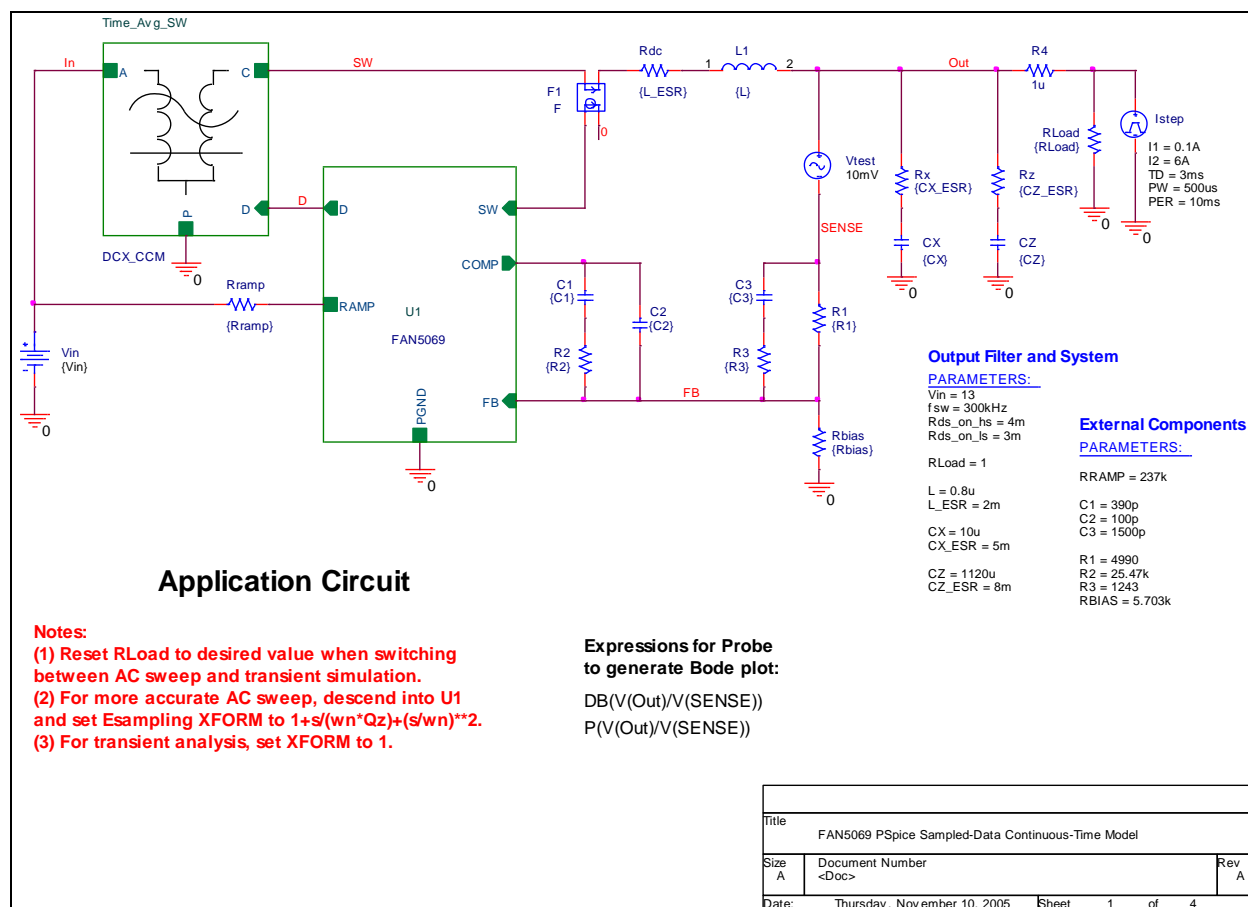 Time_Avg_SW
In
A
C
SW
D
D
D
P
DCX_CCM
0
Rramp
{Rramp}
RAMP
Vin
{Vin}
0
U1
FAN5069
SW
COMP
FB
PGND
0
F1
F
0
Rdc
{L_ESR}
1
L1
2
{L}
Out
R4
1u
RLoad
{RLoad}
0
Istep
I1 = 0.1A
I2 = 6A
TD = 3ms
PW = 500us
PER = 10ms
0
Vtest
10mV
SENSE
Rx
{CX_ESR}
CX
{CX}
0
Rz
{CZ_ESR}
CZ
{CZ}
0
C1
{C1}
C2
{C2}
R2
{R2}
C3
{C3}
R3
{R3}
R1
{R1}
FB
Rbias
{Rbias}
0
Output Filter and System
PARAMETERS:
Vin = 13
fsw = 300kHz
Rds_on_hs = 4m
Rds_on_ls = 3m
RLoad = 1
L = 0.8u
L_ESR = 2m
CX = 10u
CX_ESR = 5m
CZ = 1120u
CZ_ESR = 8m
External Components
PARAMETERS:
RRAMP = 237k
C1 = 390p
C2 = 100p
C3 = 1500p
R1 = 4990
R2 = 25.47k
R3 = 1243
RBIAS = 5.703k
Application Circuit
Notes:
(1) Reset RLoad to desired value when switching
between AC sweep and transient simulation.
(2) For more accurate AC sweep, descend into U1
and set Esampling XFORM to 1+s/(wn*Qz)+(s/wn)**2.
(3) For transient analysis, set XFORM to 1.
Expressions for Probe
to generate Bode plot:
DB(V(Out)/V(SENSE))
P(V(Out)/V(SENSE))
Title
FAN5069 PSpice Sampled-Data Continuous-Time Model
Size
A
Document Number
<Doc>
Rev
A
Date:
Thursday, November 10, 2005
Sheet
1
of
4